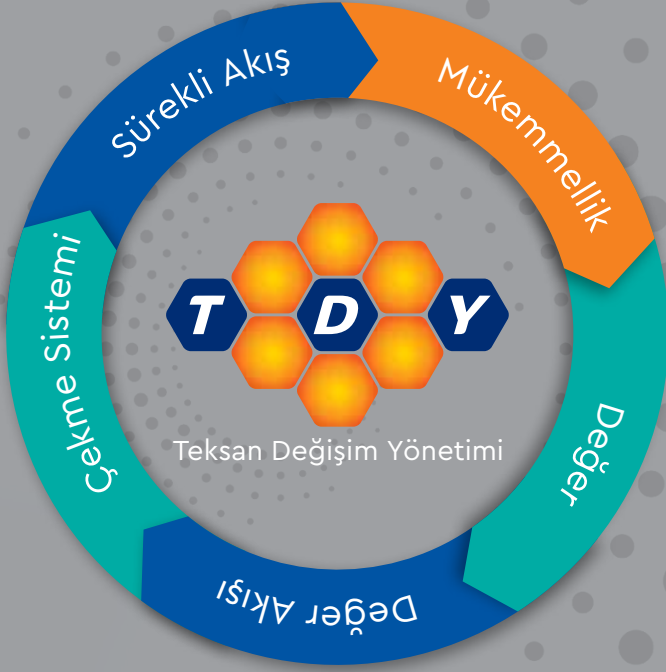 Sürekli Akış
Mükemmellik
Değer
Değer Akışı
Çekme Sistemi
T D Y
Teksan Değişim Yönetimi